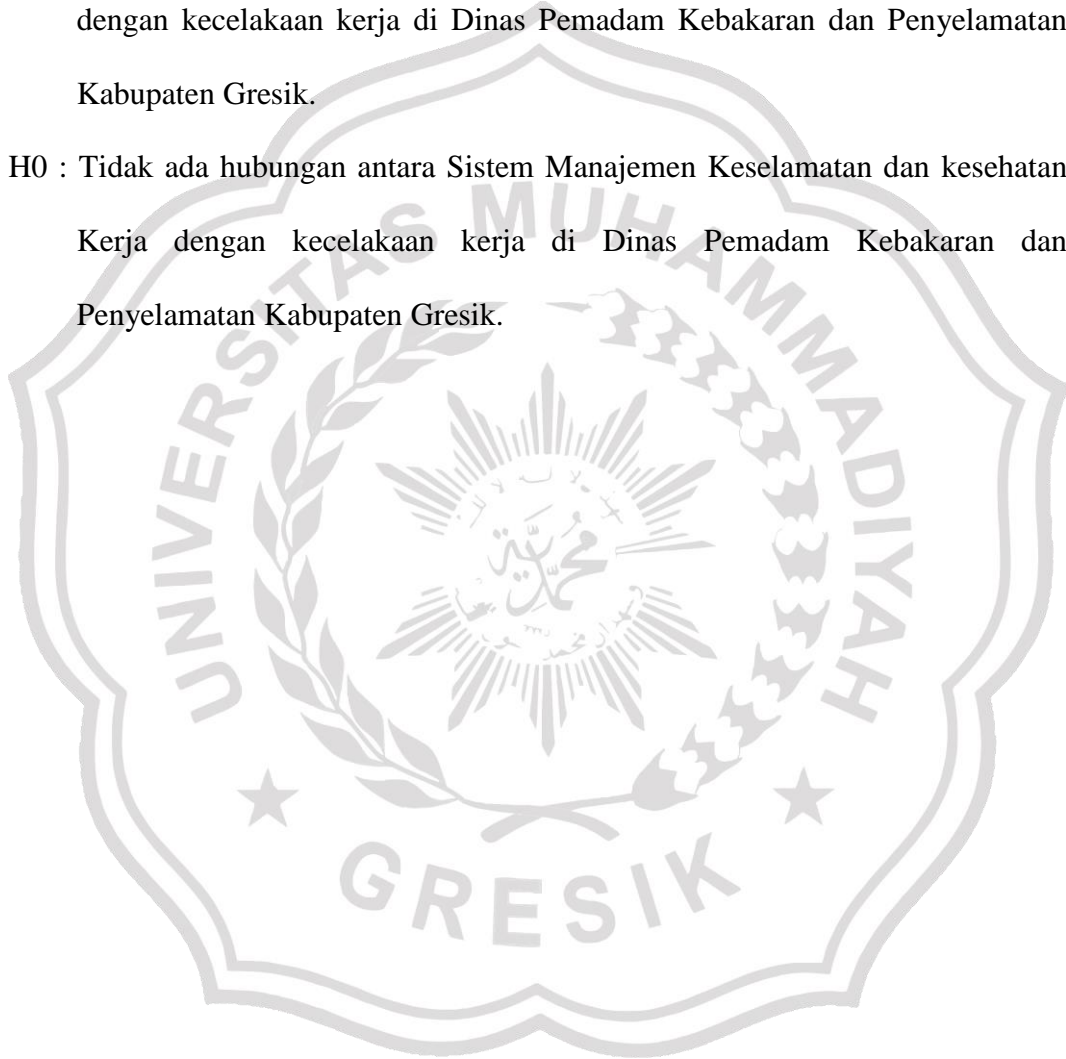 dengan kecelakaan kerja di Dinas Pemadam Kebakaran dan Penyelamatan
Kabupaten Gresik.
H0 : Tidak ada hubungan antara Sistem Manajemen Keselamatan dan kesehatan
Kerja dengan kecelakaan kerja di Dinas Pemadam Kebakaran dan
Penyelamatan Kabupaten Gresik.
UNIVERSITAS MUHAMMADIYAH
GRESIK